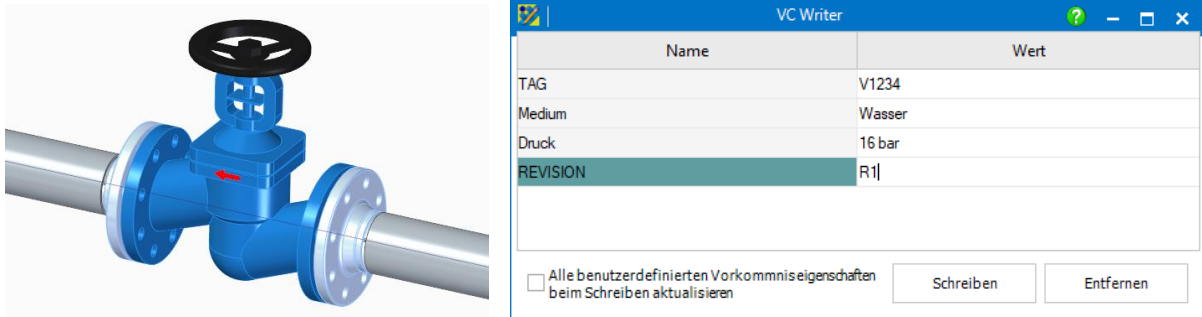 VC Writer
?
Name Wert
TAG V1234
Medium Wasser
Druck 16 bar
REVISION R1
Alle benutzerdefinierten Vorkommniseigenschaften
beim Schreiben aktualisieren
Schreiben Entfernen